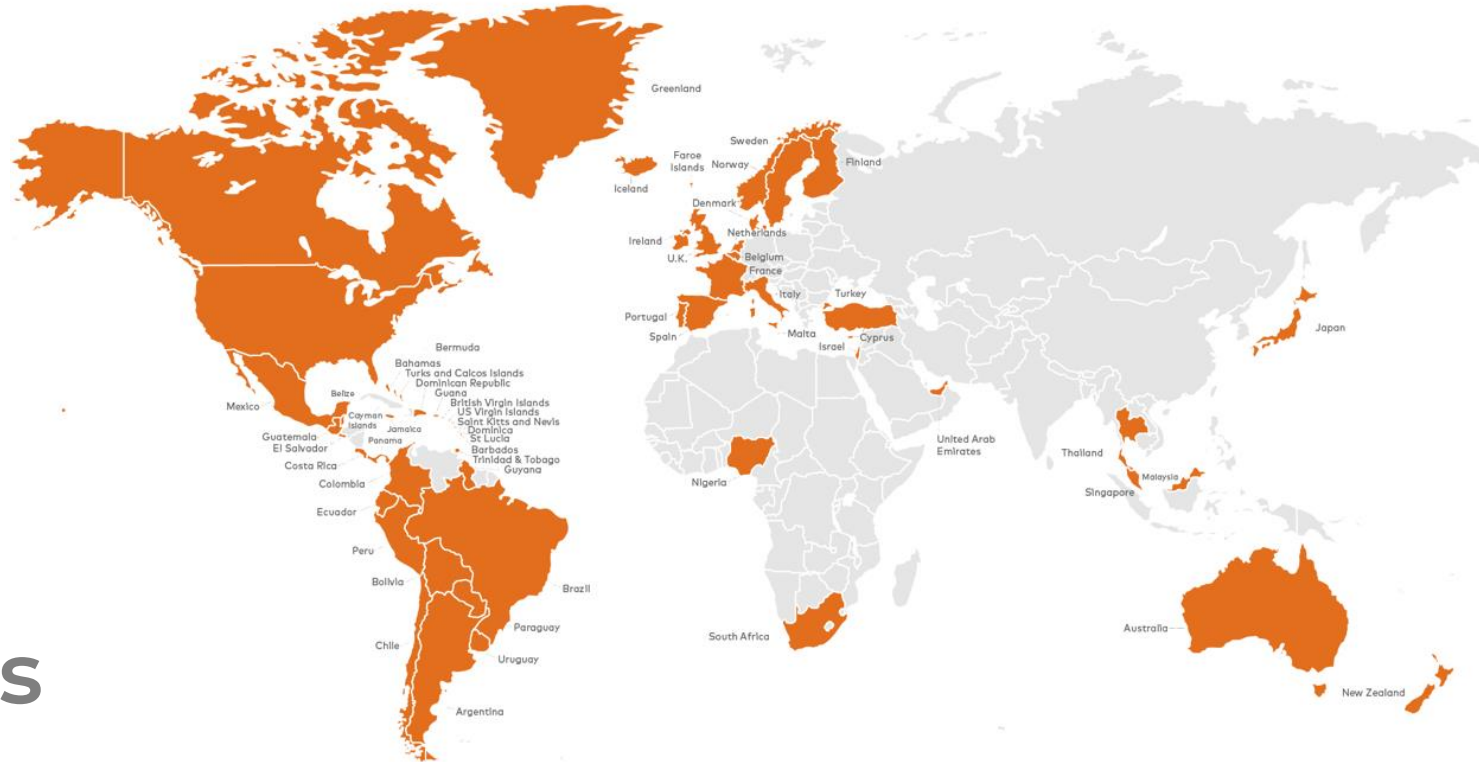 Greenland
Sweden
Faroe
Islands
Norway
Finland
Iceland
Denmark
Netherlands
Ireland
U.K.
Belgium
France
Italy
Turkey
Portugal
Spain
Malta
Israel
Cyprus
Japan
Bermuda
Bahamas
Turks and Calcos Islands
Dominican Republic
Guana
British Virgin Islands
US Virgin Islands
Saint Kitts and Nevis
Dominica
St Lucia
Barbados
Trinidad & Tobago
Guyana
Belize
Mexico
Cayman
Islands
Jamaica
Panama
Guatemala
El Salvador
Costa Rica
Colombia
Ecuador
Peru
Bolivia
Brazil
Paraguay
Chile
Uruguay
Argentina
Nigeria
United Arab
Emirates
Thailand
Malaysia
Singapore
South Africa
Australia
New Zealand
s